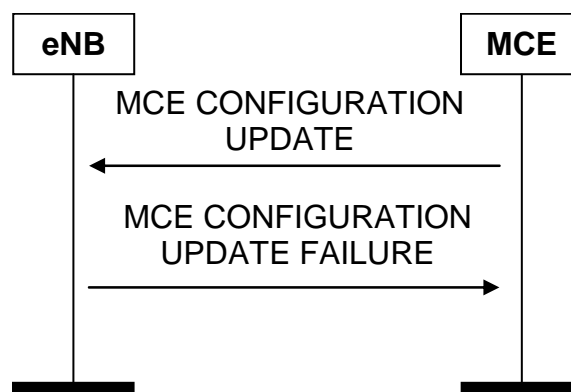 eNB
MCE
MCE CONFIGURATION
UPDATE
MCE CONFIGURATION
UPDATE FAILURE